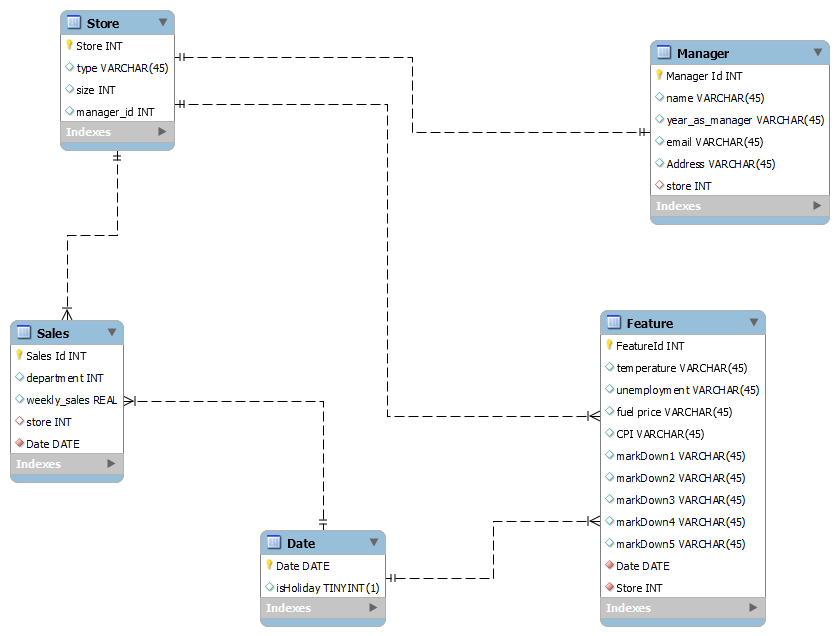 Store
Store INT
type VARCHAR(45)
size INT
manager_id INT
Indexes
Manager
Manager Id INT
name VARCHAR(45)
year_as_manager VARCHAR(45)
email VARCHAR(45)
Address VARCHAR(45)
store INT
Indexes
Sales
Sales Id INT
department INT
weekly_sales REAL
store INT
Date DATE
Indexes
Feature
FeatureId INT
temperature VARCHAR(45)
unemployment VARCHAR(45)
fuel price VARCHAR(45)
CPI VARCHAR(45)
markDown1 VARCHAR(45)
markDown2 VARCHAR(45)
markDown3 VARCHAR(45)
markDown4 VARCHAR(45)
markDown5 VARCHAR(45)
Date DATE
Store INT
Indexes
Date
Date DATE
isHoliday TINYINT(1)
Indexes